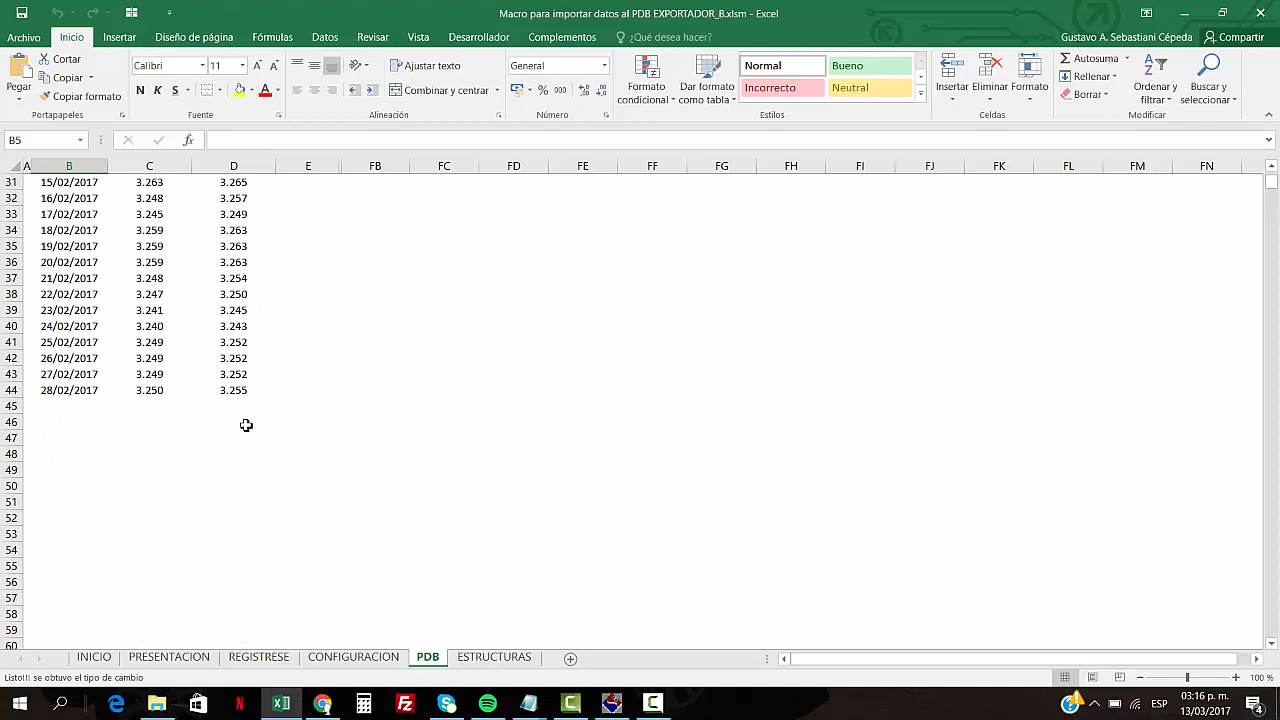 Macro para importar datos al PDB EXPORTADOR_B.xlsm - Excel
Archivo Inicio Insertar Diseño de página Fórmulas Datos Revisar Vista Desarrollador Complementos ¿Qué desea hacer? Gustavo A. Sebastiani Cépeda Compartir
Pegar
Cortar
Copiar
Copiar formato
Portapapeles
Calibri 11
N K S
Fuente
Ajustar texto
Combinar y centrar
Alineación
General
% 000
Número
Formato condicional
Dar formato como tabla
Normal Bueno
Incorrecto Neutral
Estilos
Insertar Eliminar Formato
Celdas
Autosuma
Rellenar
Borrar
Ordenar y filtrar
Buscar y seleccionar
Modificar
B5 fx
A B C D E FB FC FD FE FF FG FH FI FJ FK FL FM FN
31 15/02/2017 3.263 3.265
32 16/02/2017 3.248 3.257
33 17/02/2017 3.245 3.249
34 18/02/2017 3.259 3.263
35 19/02/2017 3.259 3.263
36 20/02/2017 3.259 3.263
37 21/02/2017 3.248 3.254
38 22/02/2017 3.247 3.250
39 23/02/2017 3.241 3.245
40 24/02/2017 3.240 3.243
41 25/02/2017 3.249 3.252
42 26/02/2017 3.249 3.252
43 27/02/2017 3.249 3.252
44 28/02/2017 3.250 3.255
45
46
47
48
49
50
51
52
53
54
55
56
57
58
59
60
INICIO PRESENTACION REGISTRESE CONFIGURACION PDB ESTRUCTURAS
Listo!!! se obtuvo el tipo de cambio 100 %
ESP 03:16 p. m.
13/03/2017